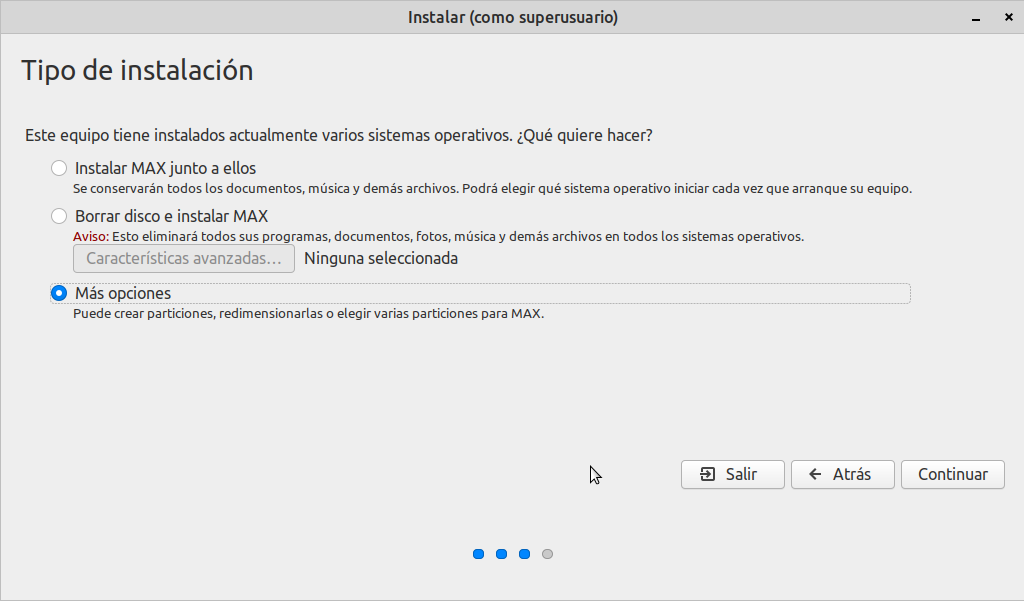 Instalar (como superusuario)
Tipo de instalación
Este equipo tiene instalados actualmente varios sistemas operativos. ¿Qué quiere hacer?
Instalar MAX junto a ellos
Se conservarán todos los documentos, música y demás archivos. Podrá elegir qué sistema operativo iniciar cada vez que arranque su equipo.
Borrar disco e instalar MAX
Aviso: Esto eliminará todos sus programas, documentos, fotos, música y demás archivos en todos los sistemas operativos.
Características avanzadas... Ninguna seleccionada
Más opciones
Puede crear particiones, redimensionarlas o elegir varias particiones para MAX.
Salir Atrás Continuar